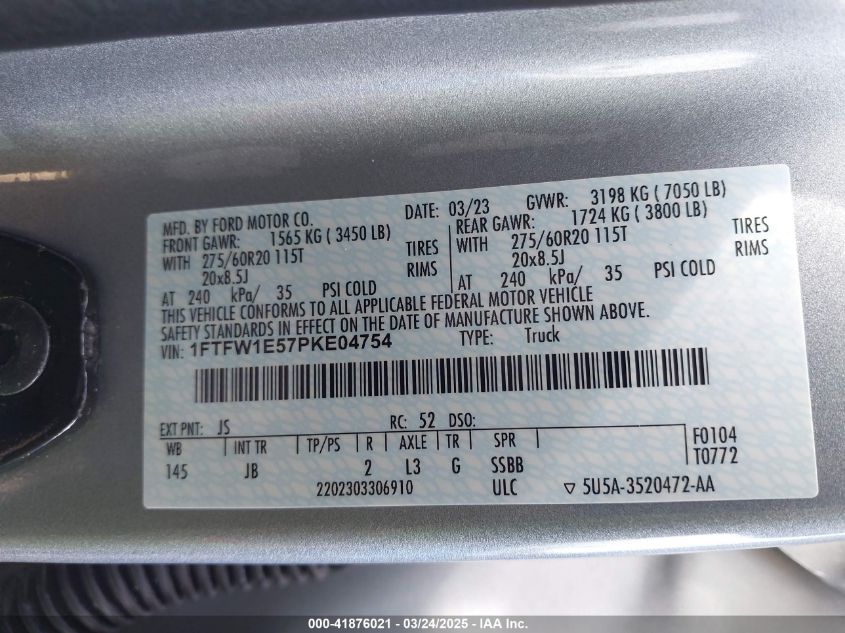 MFD. BY FORD MOTOR CO.
DATE: 03/23 GVWR: 3198 KG ( 7050 LB)
FRONT GAWR: 1565 KG ( 3450 LB)
REAR GAWR: 1724 KG ( 3800 LB)
WITH 275/60R20 115T TIRES
WITH 275/60R20 115T TIRES
20x8.5J RIMS
20x8.5J RIMS
AT 240 kPa/ 35 PSI COLD
AT 240 kPa/ 35 PSI COLD
THIS VEHICLE CONFORMS TO ALL APPLICABLE FEDERAL MOTOR VEHICLE
SAFETY STANDARDS IN EFFECT ON THE DATE OF MANUFACTURE SHOWN ABOVE.
VIN: 1FTFW1E57PKE04754 TYPE: Truck
EXT PNT: JS RC: 52 DSO:
WB INT TR TP/PS R AXLE TR SPR F0104
145 JB 2 L3 G SSBB T0772
2202303306910 ULC ▽ 5U5A-3520472-AA
000-41876021 - 03/24/2025 - IAA Inc.